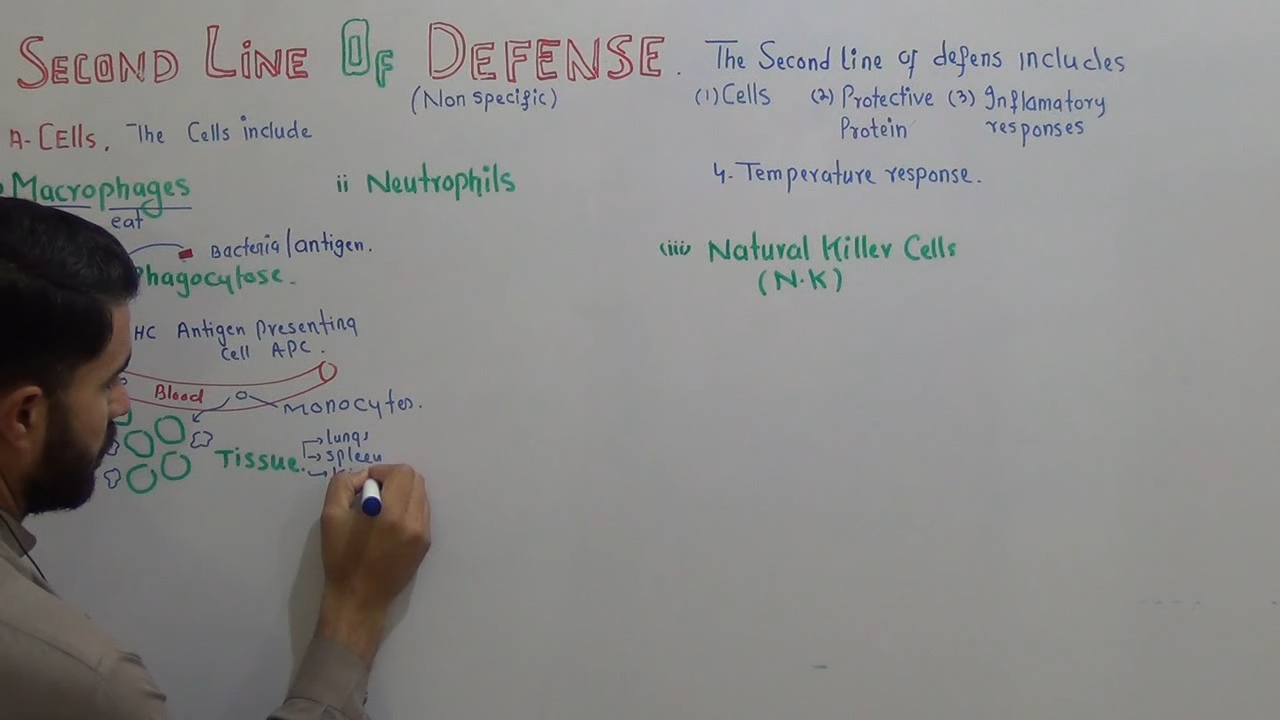 SECOND LINE OF DEFENSE.
(Non specific)
The Second line of defens includes
(1) Cells (2) Protective (3) Inflamatory
Protein responses
4. Temperature response.
A- CELLS. The Cells include
Macrophages
eat
Bacteria/antigen.
Phagocytose.
HC Antigen presenting
Cell APC.
Blood
Monocytes.
Tissue.
lungs
spleen
ii Neutrophils
(iii) Natural Killer Cells
(N.K)